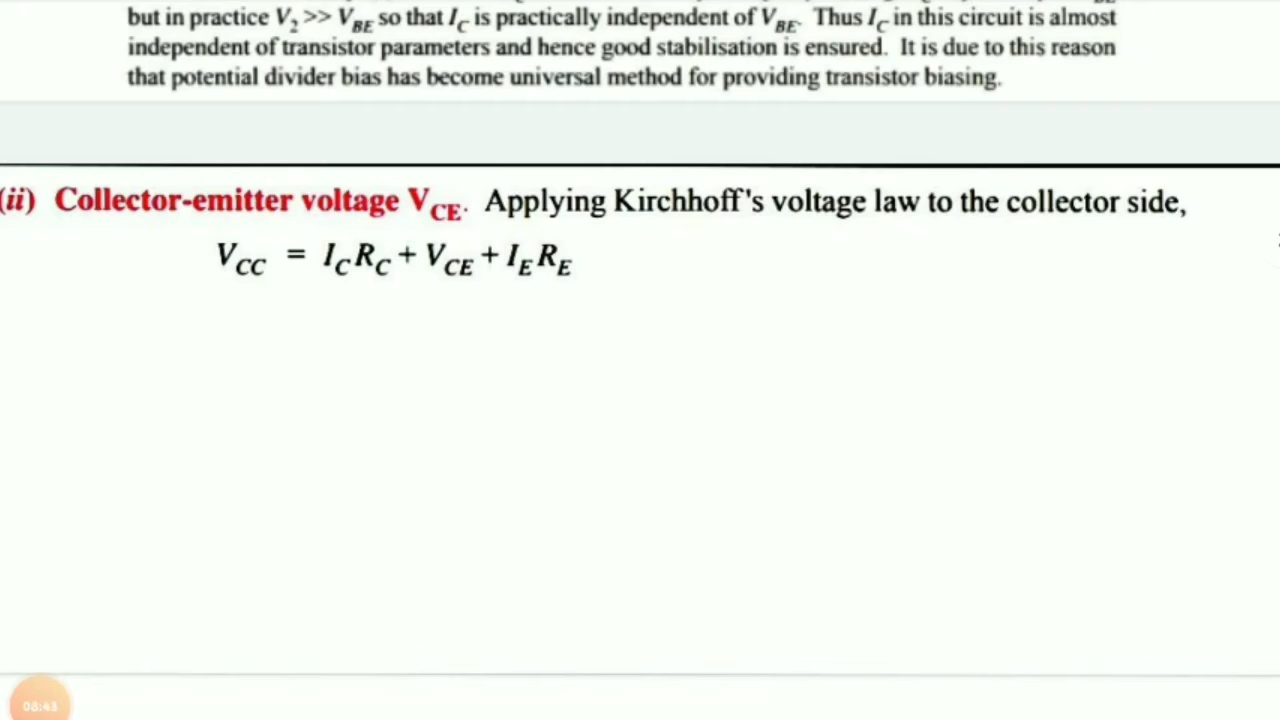 but in practice V₂ >> V_BE so that I_C is practically independent of V_BE. Thus I_C in this circuit is almost
independent of transistor parameters and hence good stabilisation is ensured. It is due to this reason
that potential divider bias has become universal method for providing transistor biasing.
(ii) Collector-emitter voltage V_CE. Applying Kirchhoff's voltage law to the collector side,
V_CC = I_C R_C + V_CE + I_E R_E
08:43